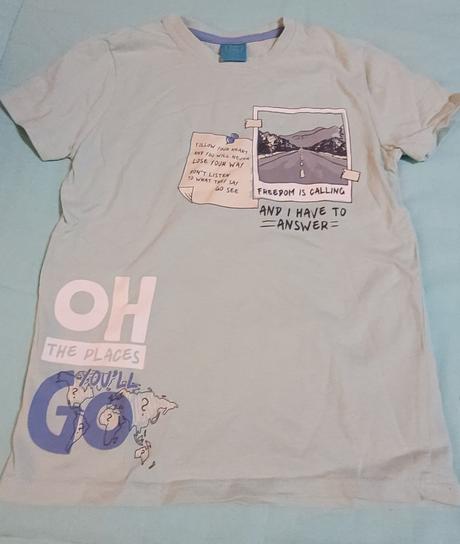 FOLLOW YOUR HEART
AND YOU WILL NEVER
LOSE YOUR WAY
DON'T LISTEN
TO WHAT THEY SAY
GO SEE
FREEDOM IS CALLING
AND I HAVE TO
=ANSWER=
OH
THE PLACES
YOU'LL
GO
? ? ? ? ?